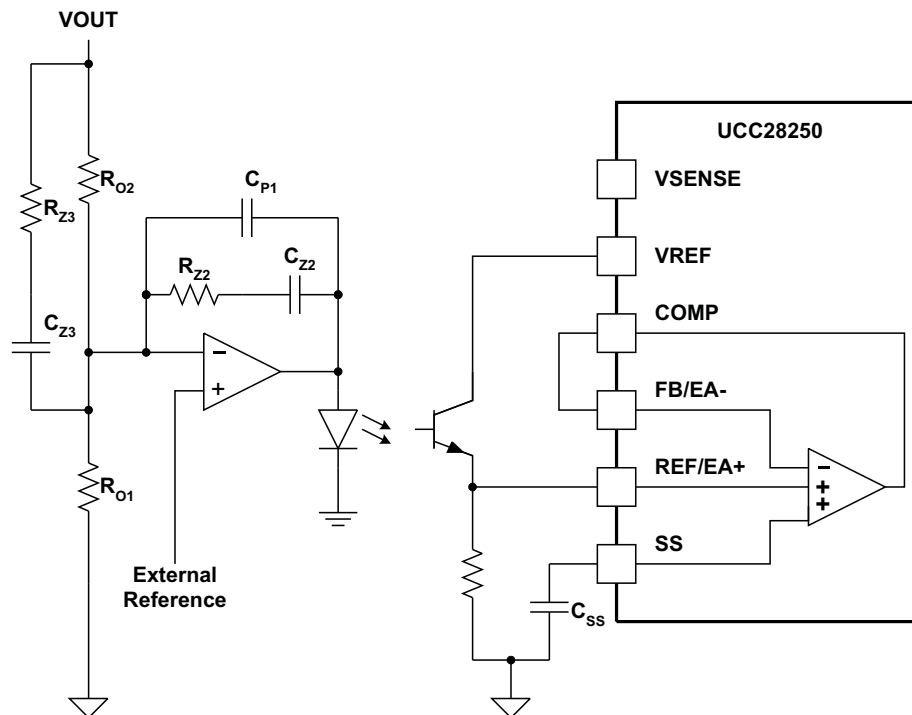 VOUT
UCC28250
VSENSE
CP1
RO2
RZ3
VREF
RZ2
CZ2
COMP
CZ3
−
+
FB/EA-
REF/EA+
−
+
+
RO1
SS
External
Reference
CSS